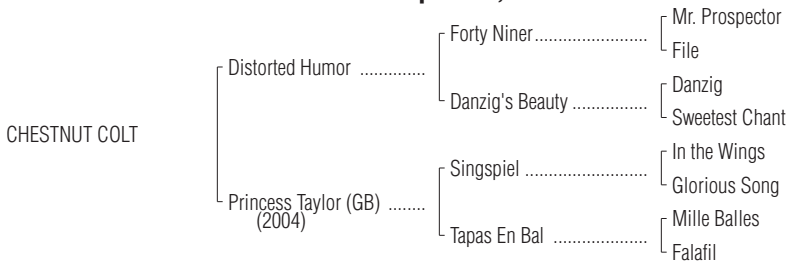 Mr. Prospector
Forty Niner
File
Distorted Humor
Danzig
Danzig's Beauty
Sweetest Chant
CHESTNUT COLT
In the Wings
Singspiel
Glorious Song
Princess Taylor (GB)
(2004)
Mille Balles
Tapas En Bal
Falafil